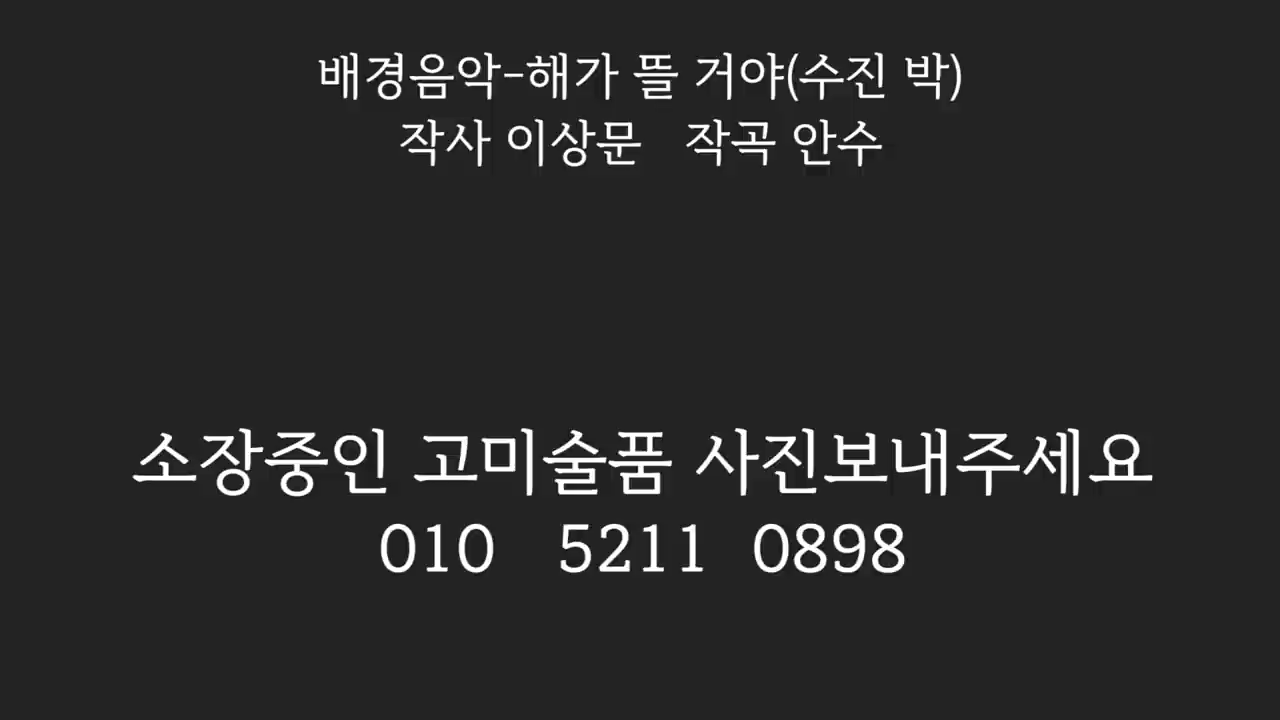 배경음악-해가 뜰 거야(수진 박)
작사 이상문 작곡 안수
소장중인 고미술품 사진보내주세요
010 5211 0898